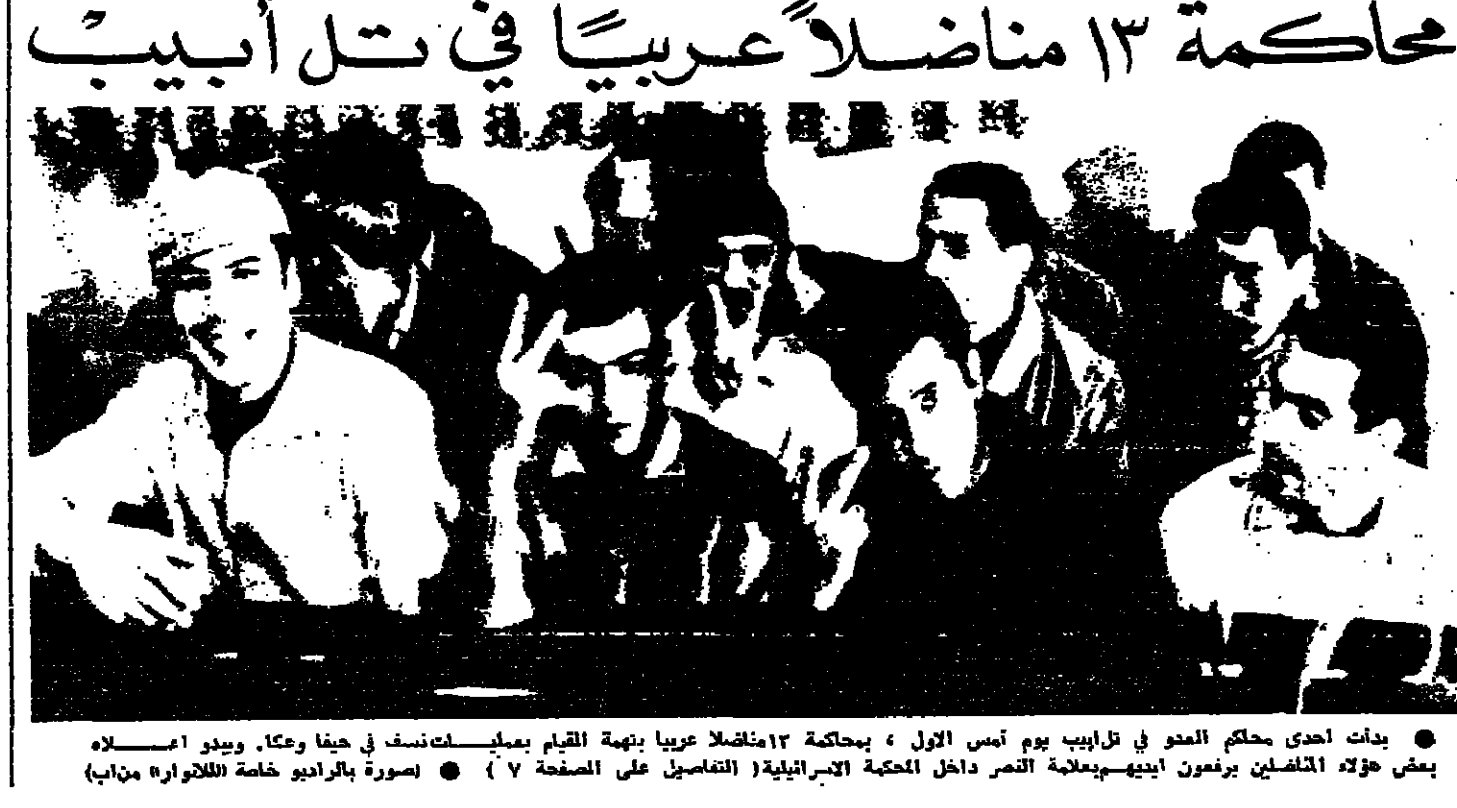 محاكمة ١٣ مناضلاً عربيًا في تل أبيب
● بدأت احدى محاكم العدو في تل ابيب يوم أمس الاول ، بمحاكمة ١٣ مناضلا عربيا بتهمة القيام بعمليات نسف في حيفا وعكا. ويبدو اعلاه
بعض هؤلاء المناضلين يرفعون ايديهم بعلامة النصر داخل المحكمة الاسرائيلية ( التفاصيل على الصفحة ٧ ) ● (صورة بالراديو خاصة «للانوار» من أب)